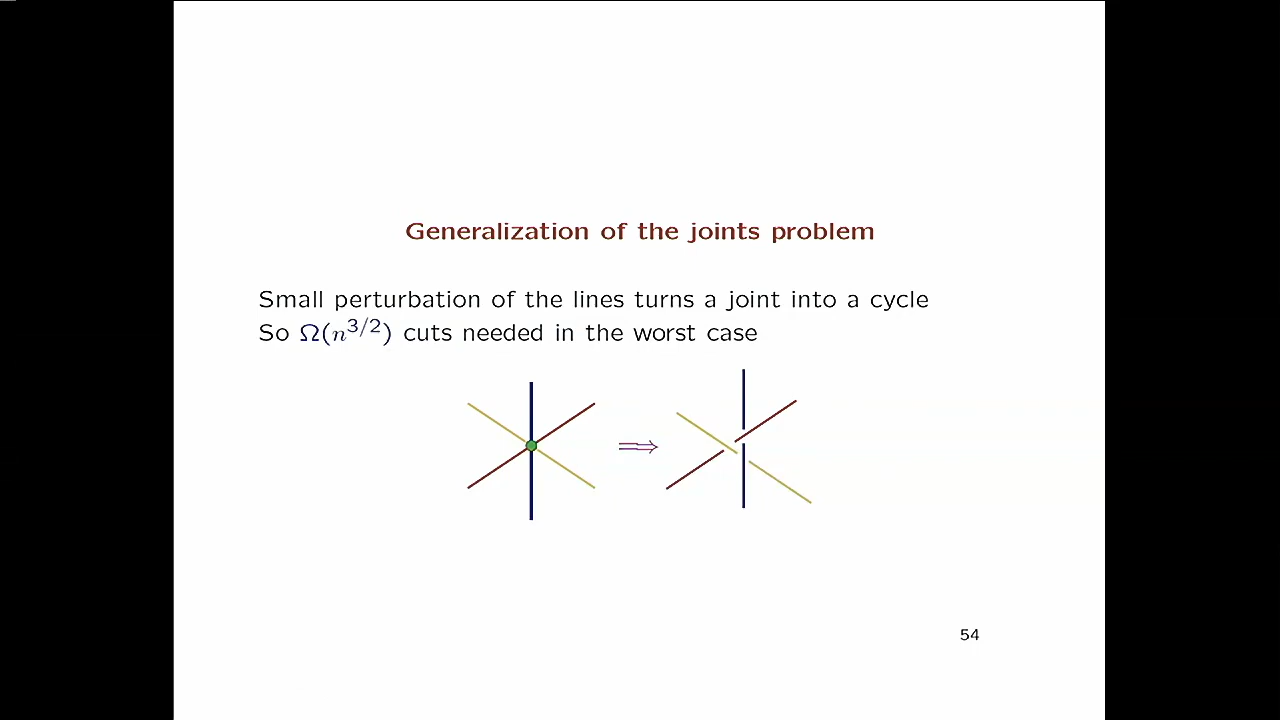 Generalization of the joints problem
Small perturbation of the lines turns a joint into a cycle
So Ω(n^{3/2}) cuts needed in the worst case
⟹
54